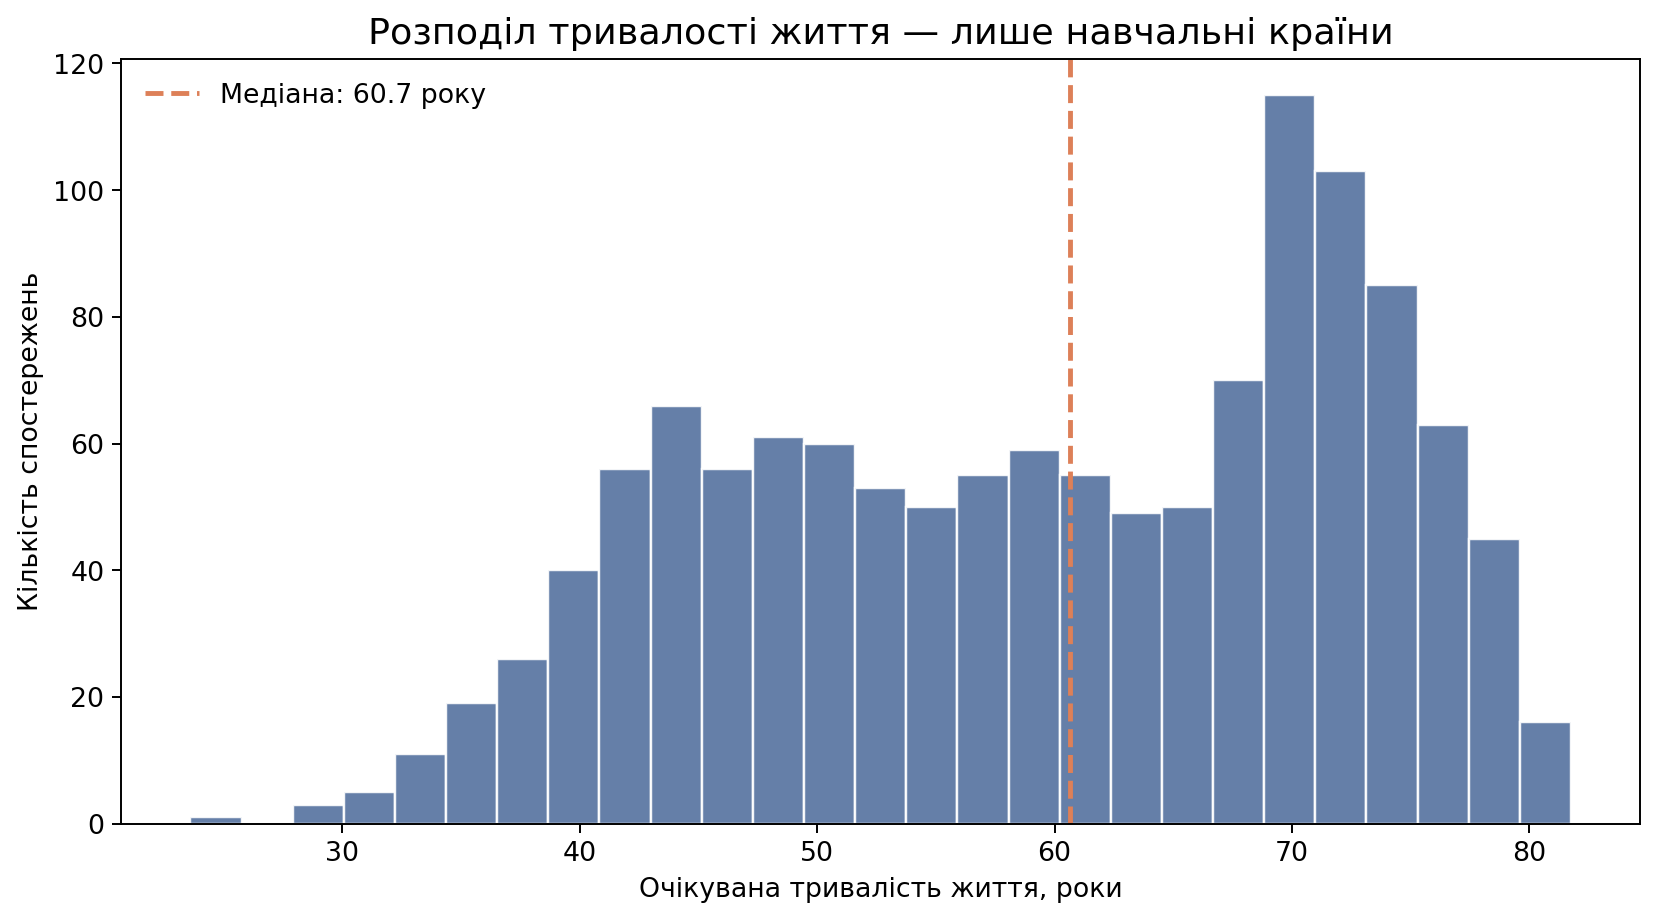 Розподіл тривалості життя — лише навчальні країни
Медіана: 60.7 року
Кількість спостережень
120
100
80
60
40
20
0
30 40 50 60 70 80
Очікувана тривалість життя, роки